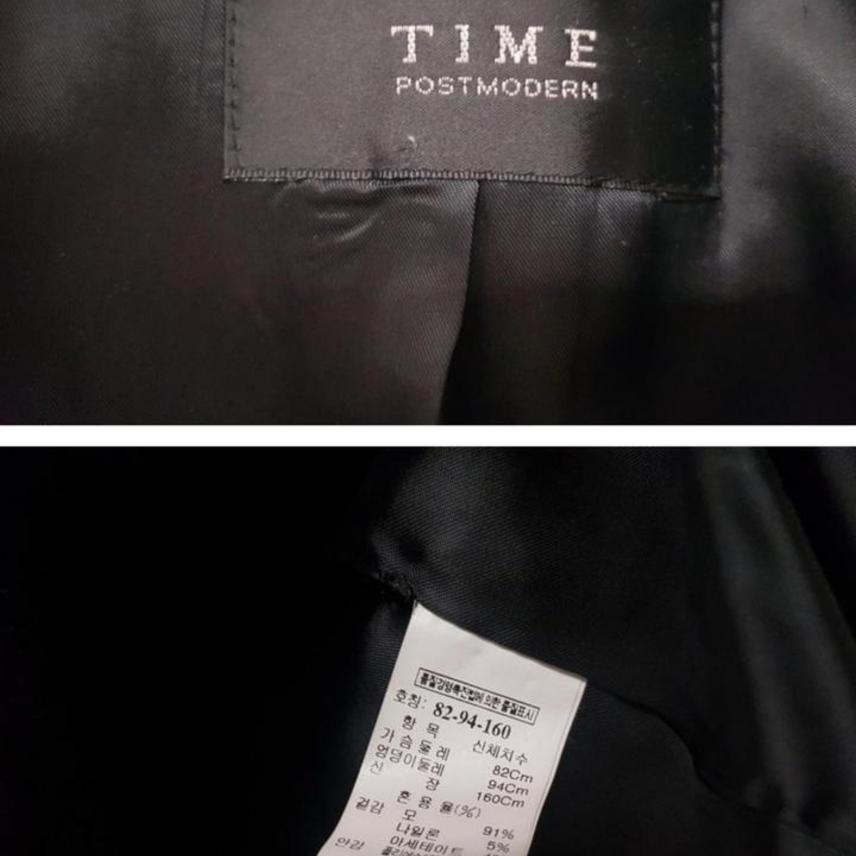 TIME
POSTMODERN
품질경영촉진법에 의한 품질표시
호칭: 82-94-160
항 목 신체치수
가 슴 둘 레 82Cm
엉덩이둘레 94Cm
신 장 160Cm
혼 용 율(%)
겉감 모 91%
나일론 5%
안감 아세테이트